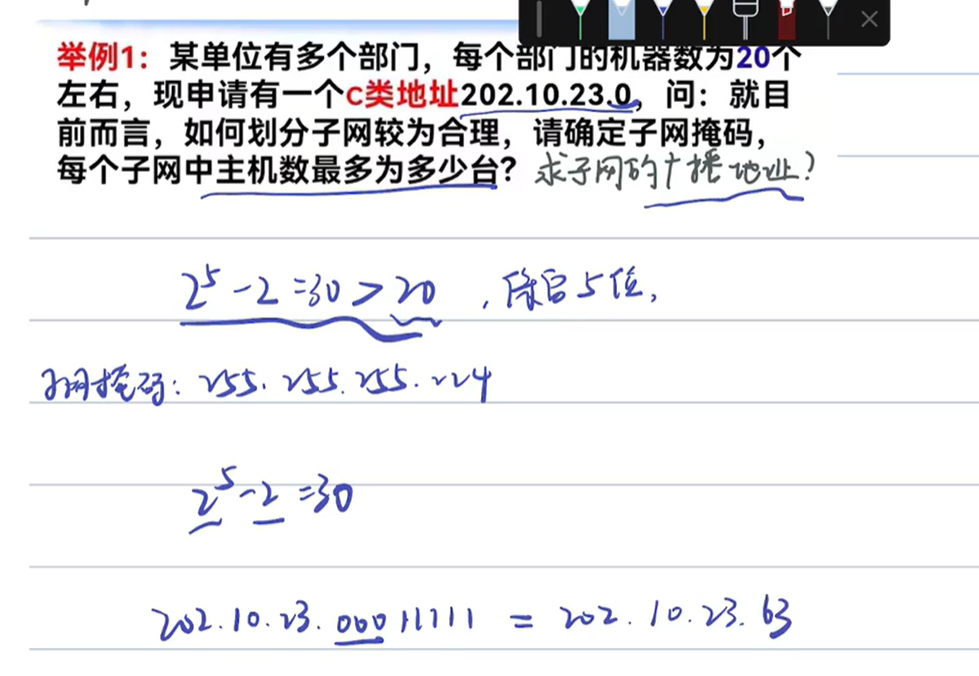 举例1：某单位有多个部门，每个部门的机器数为20个
左右，现申请有一个C类地址202.10.23.0，问：就目
前而言，如何划分子网较为合理，请确定子网掩码，
每个子网中主机数最多为多少台？求子网的广播地址？
2⁵-2=30>20，保留5位，
子网掩码：255.255.255.224
2⁵-2=30
202.10.23.00011111 = 202.10.23.63